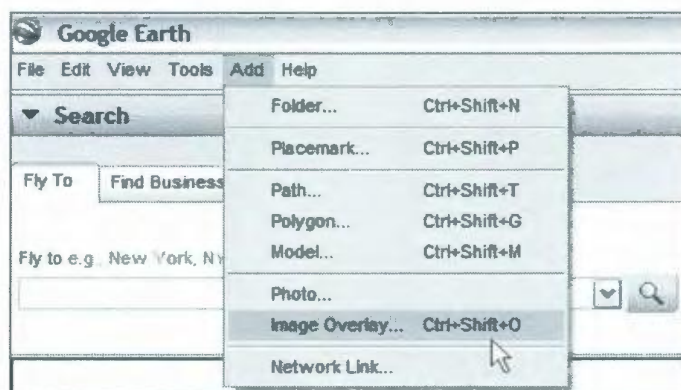 Google Earth
File Edit View Tools Add Help
Search
Fly To Find Business
Fly to e.g. New York, NY
Folder... Ctrl+Shift+N
Placemark... Ctrl+Shift+P
Path... Ctrl+Shift+T
Polygon... Ctrl+Shift+G
Model... Ctrl+Shift+M
Photo...
Image Overlay... Ctrl+Shift+O
Network Link...